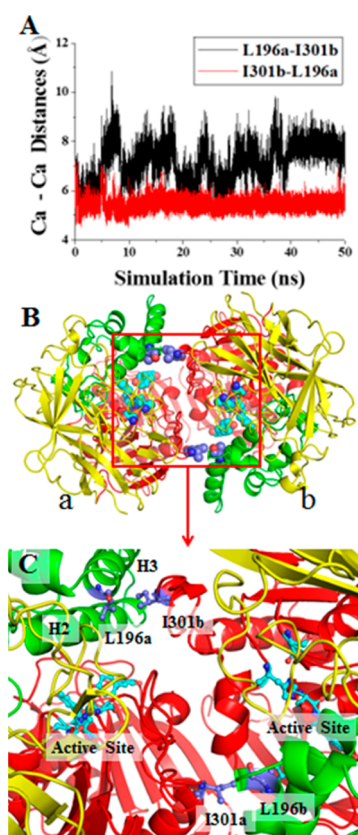 A
L196a-I301b
I301b-L196a
Ca - Ca Distances (Å)
12
10
8
6
4
0 10 20 30 40 50
Simulation Time (ns)
B
a b
C
H3
H2
L196a
I301b
Active Site
Active Site
I301a
L196b